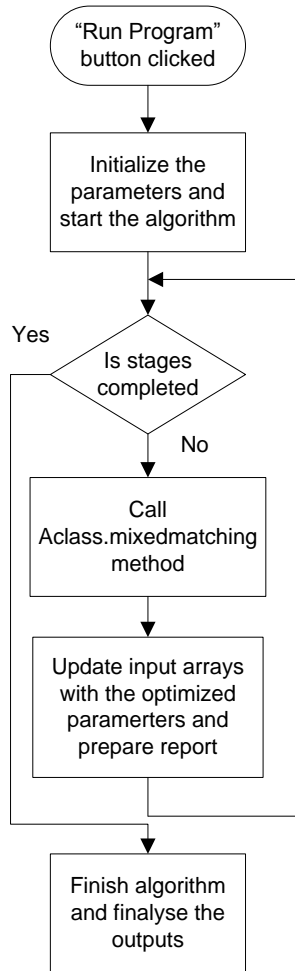 “Run Program”
button clicked
Initialize the
parameters and
start the algorithm
Yes
Is stages
completed
No
Call
Aclass.mixedmatching
method
Update input arrays
with the optimized
paramerters and
prepare report
Finish algorithm
and finalyse the
outputs